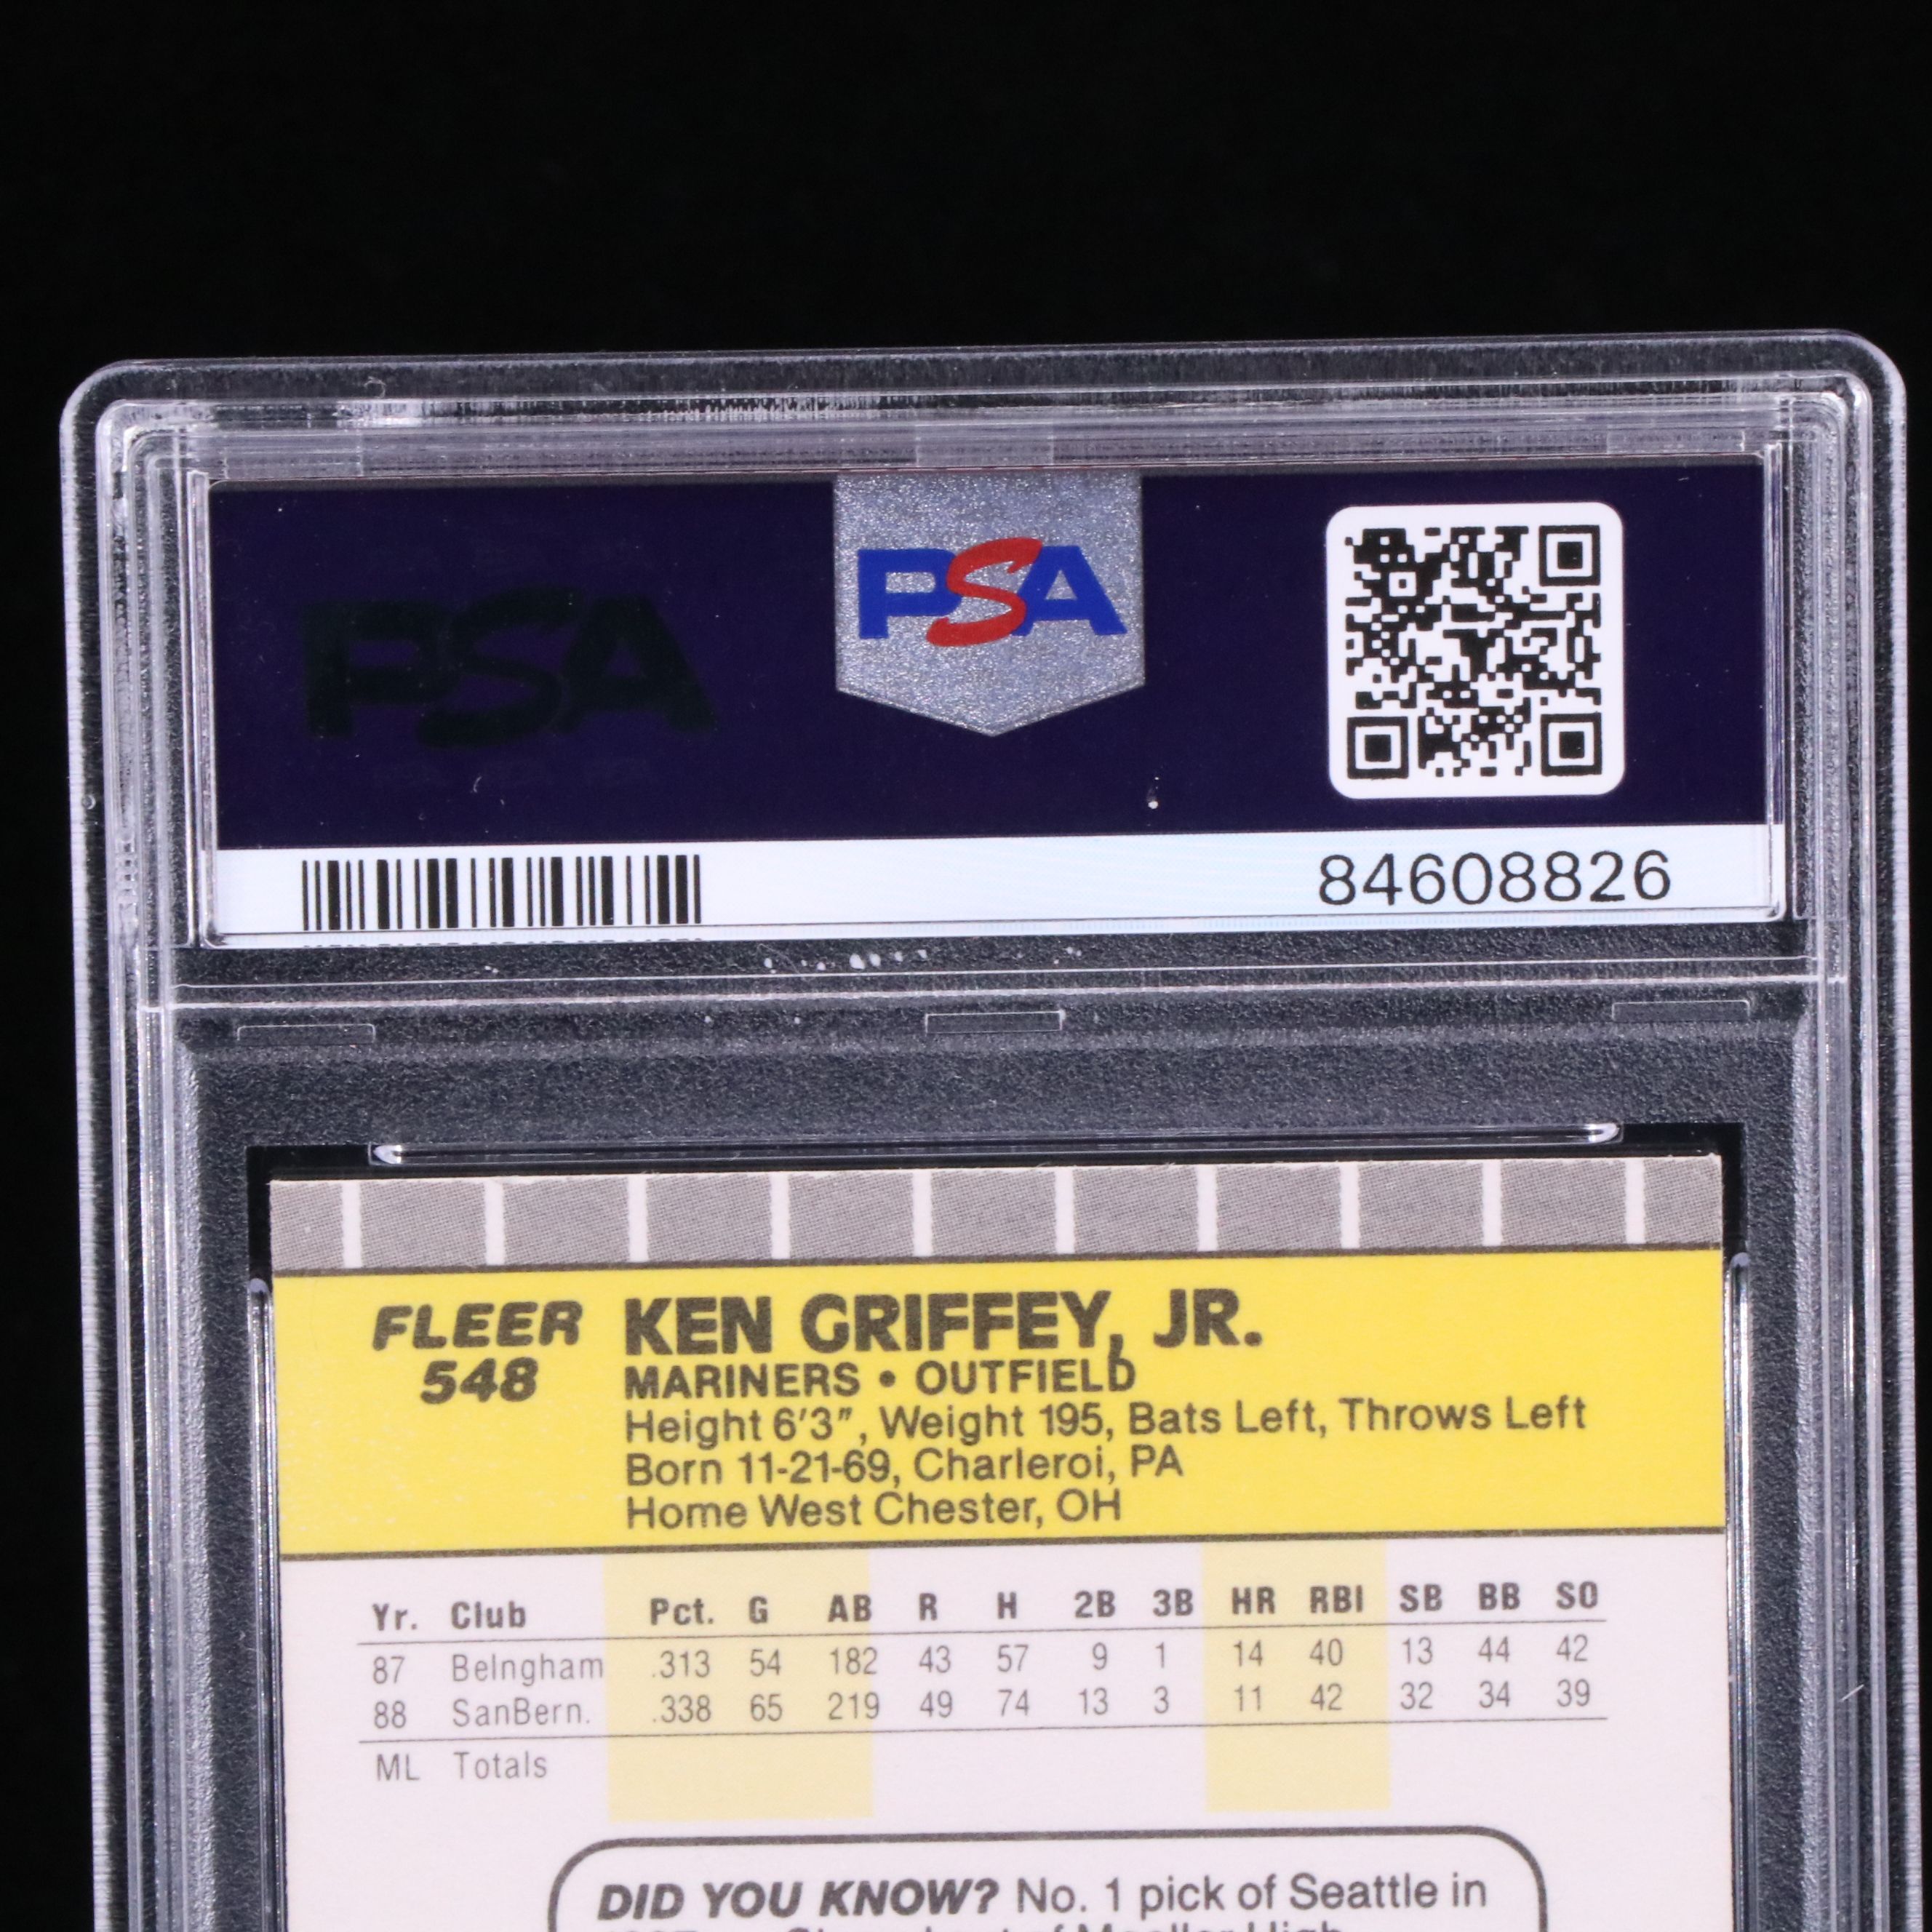 PSA
PSA
84608826
FLEER
548
KEN GRIFFEY, JR.
MARINERS • OUTFIELD
Height 6'3", Weight 195, Bats Left, Throws Left
Born 11-21-69, Charleroi, PA
Home West Chester, OH
Yr. Club Pct. G AB R H 2B 3B HR RBI SB BB SO
87 Belngham .313 54 182 43 57 9 1 14 40 13 44 42
88 SanBern. .338 65 219 49 74 13 3 11 42 32 34 39
ML Totals
DID YOU KNOW? No. 1 pick of Seattle in